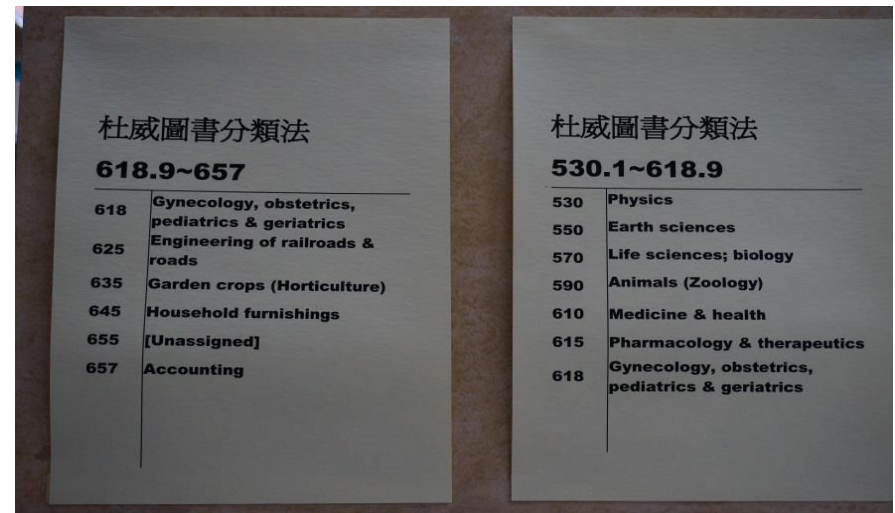 杜威圖書分類法
618.9~657
618 Gynecology, obstetrics,
pediatrics & geriatrics
625 Engineering of railroads &
roads
635 Garden crops (Horticulture)
645 Household furnishings
655 [Unassigned]
657 Accounting
杜威圖書分類法
530.1~618.9
530 Physics
550 Earth sciences
570 Life sciences; biology
590 Animals (Zoology)
610 Medicine & health
615 Pharmacology & therapeutics
618 Gynecology, obstetrics,
pediatrics & geriatrics